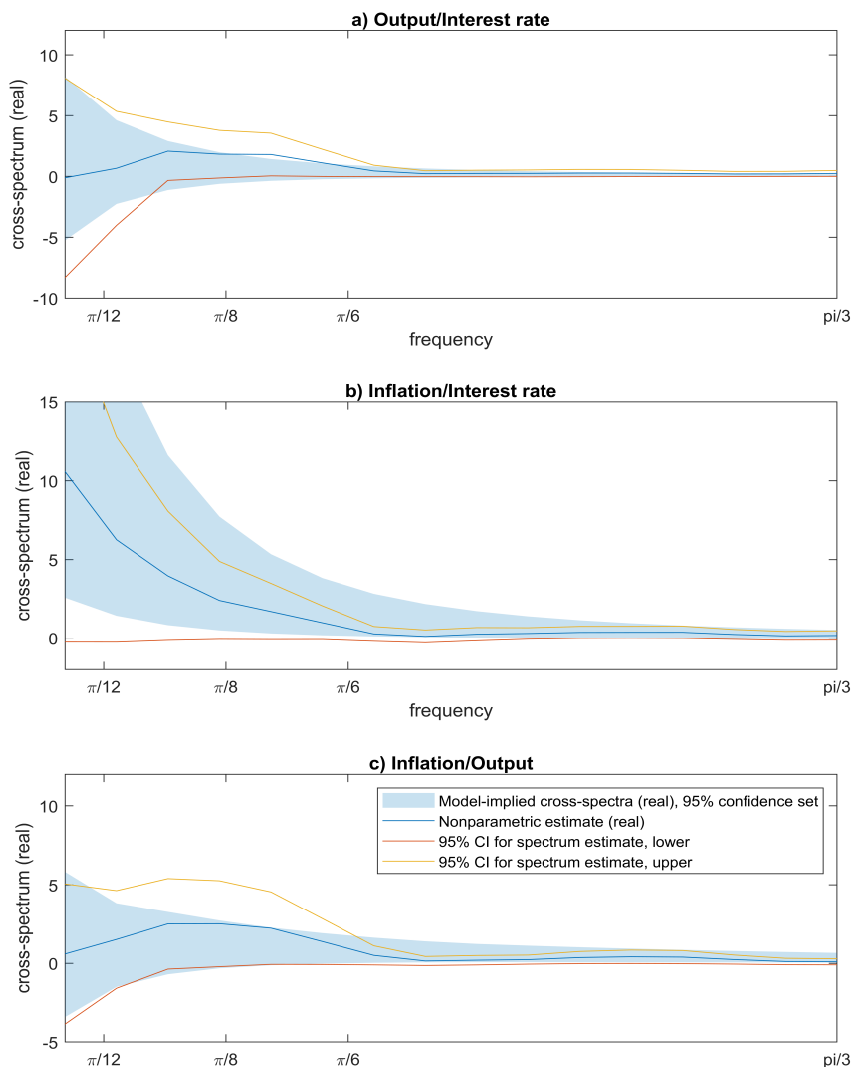 a) Output/Interest rate
10
5
0
-5
-10
cross-spectrum (real)
π/12 π/8 π/6 pi/3
frequency
b) Inflation/Interest rate
15
10
5
0
cross-spectrum (real)
π/12 π/8 π/6 pi/3
frequency
c) Inflation/Output
10
5
0
-5
cross-spectrum (real)
Model-implied cross-spectra (real), 95% confidence set
Nonparametric estimate (real)
95% CI for spectrum estimate, lower
95% CI for spectrum estimate, upper
π/12 π/8 π/6 pi/3